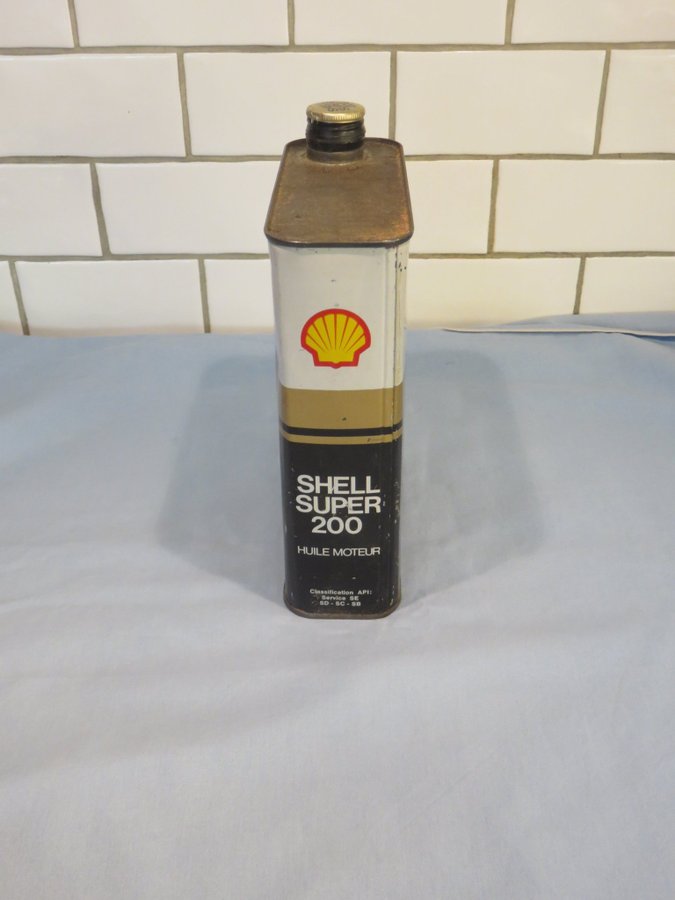 SHELL
SUPER
200
HUILE MOTEUR
Classification API:
Service SE
SD - SC - SB